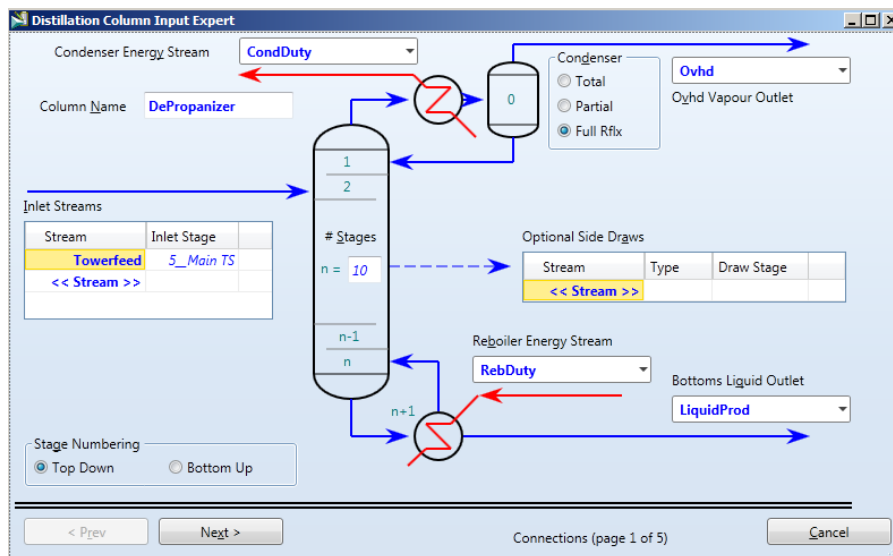 Distillation Column Input Expert
Condenser Energy Stream
CondDuty
Column Name
DePropanizer
0
Condenser
Total
Partial
Full Rflx
Ovhd
Ovhd Vapour Outlet
1
2
Inlet Streams
Stream Inlet Stage
Towerfeed 5__Main TS
<< Stream >>
# Stages
n = 10
Optional Side Draws
Stream Type Draw Stage
<< Stream >>
n-1
n
n+1
Reboiler Energy Stream
RebDuty
Bottoms Liquid Outlet
LiquidProd
Stage Numbering
Top Down Bottom Up
< Prev Next > Connections (page 1 of 5) Cancel